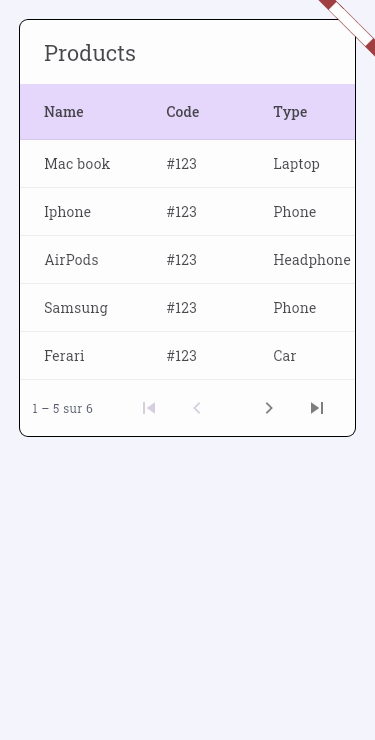 Products
Name Code Type
Mac book #123 Laptop
Iphone #123 Phone
AirPods #123 Headphone
Samsung #123 Phone
Ferari #123 Car
1 – 5 sur 6